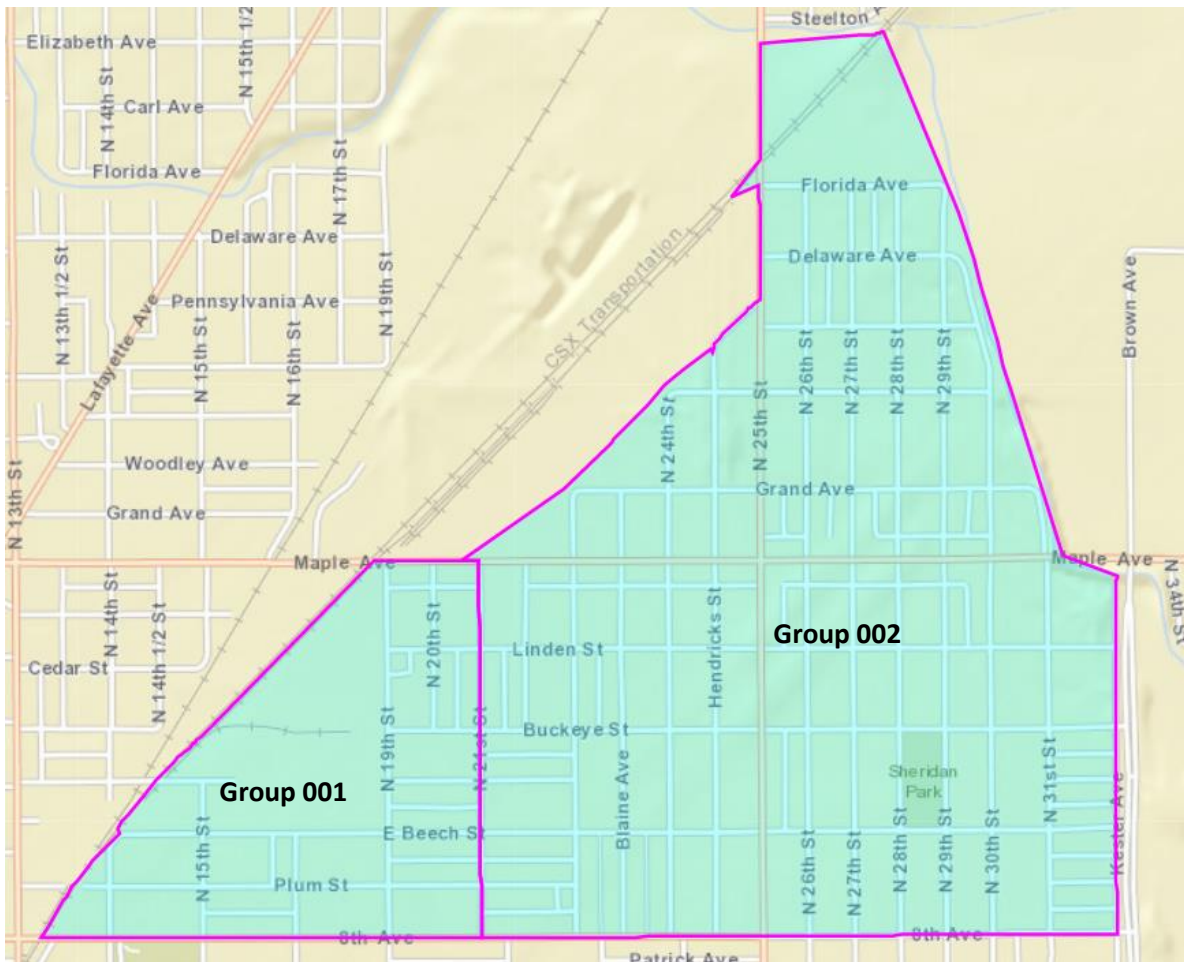 Steelton A
Elizabeth Ave
N 15th 1/2
N 14th St
Carl Ave
Florida Ave
N 17th St
Florida Ave
Delaware Ave
Delaware Ave
N 13th 1/2 St
Lafayette Ave
Pennsylvania Ave
N 19th St
CSX Transportation
Brown Ave
N 15th St
N 16th St
N 26th St
N 27th St
N 28th St
N 29th St
N 24th St
N 25th St
Woodley Ave
Grand Ave
N 13th St
Grand Ave
Maple Ave
Maple Ave
N 34th St
N 14th St
N 14th 1/2 St
N 20th St
Hendricks St
Group 002
Linden St
Cedar St
Buckeye St
N 19th St
N 21st St
Group 001
Sheridan
Park
N 31st St
Blaine Ave
Kester Ave
E Beech St
N 15th St
N 26th St
N 27th St
N 28th St
N 29th St
N 30th St
Plum St
8th Ave
8th Ave
Patrick Ave